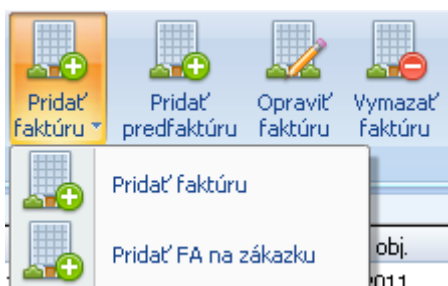 Pridať faktúru
Pridať predfaktúru
Opraviť faktúru
Vymazať faktúru
Pridať faktúru
Pridať FA na zákazku
obj.
2011